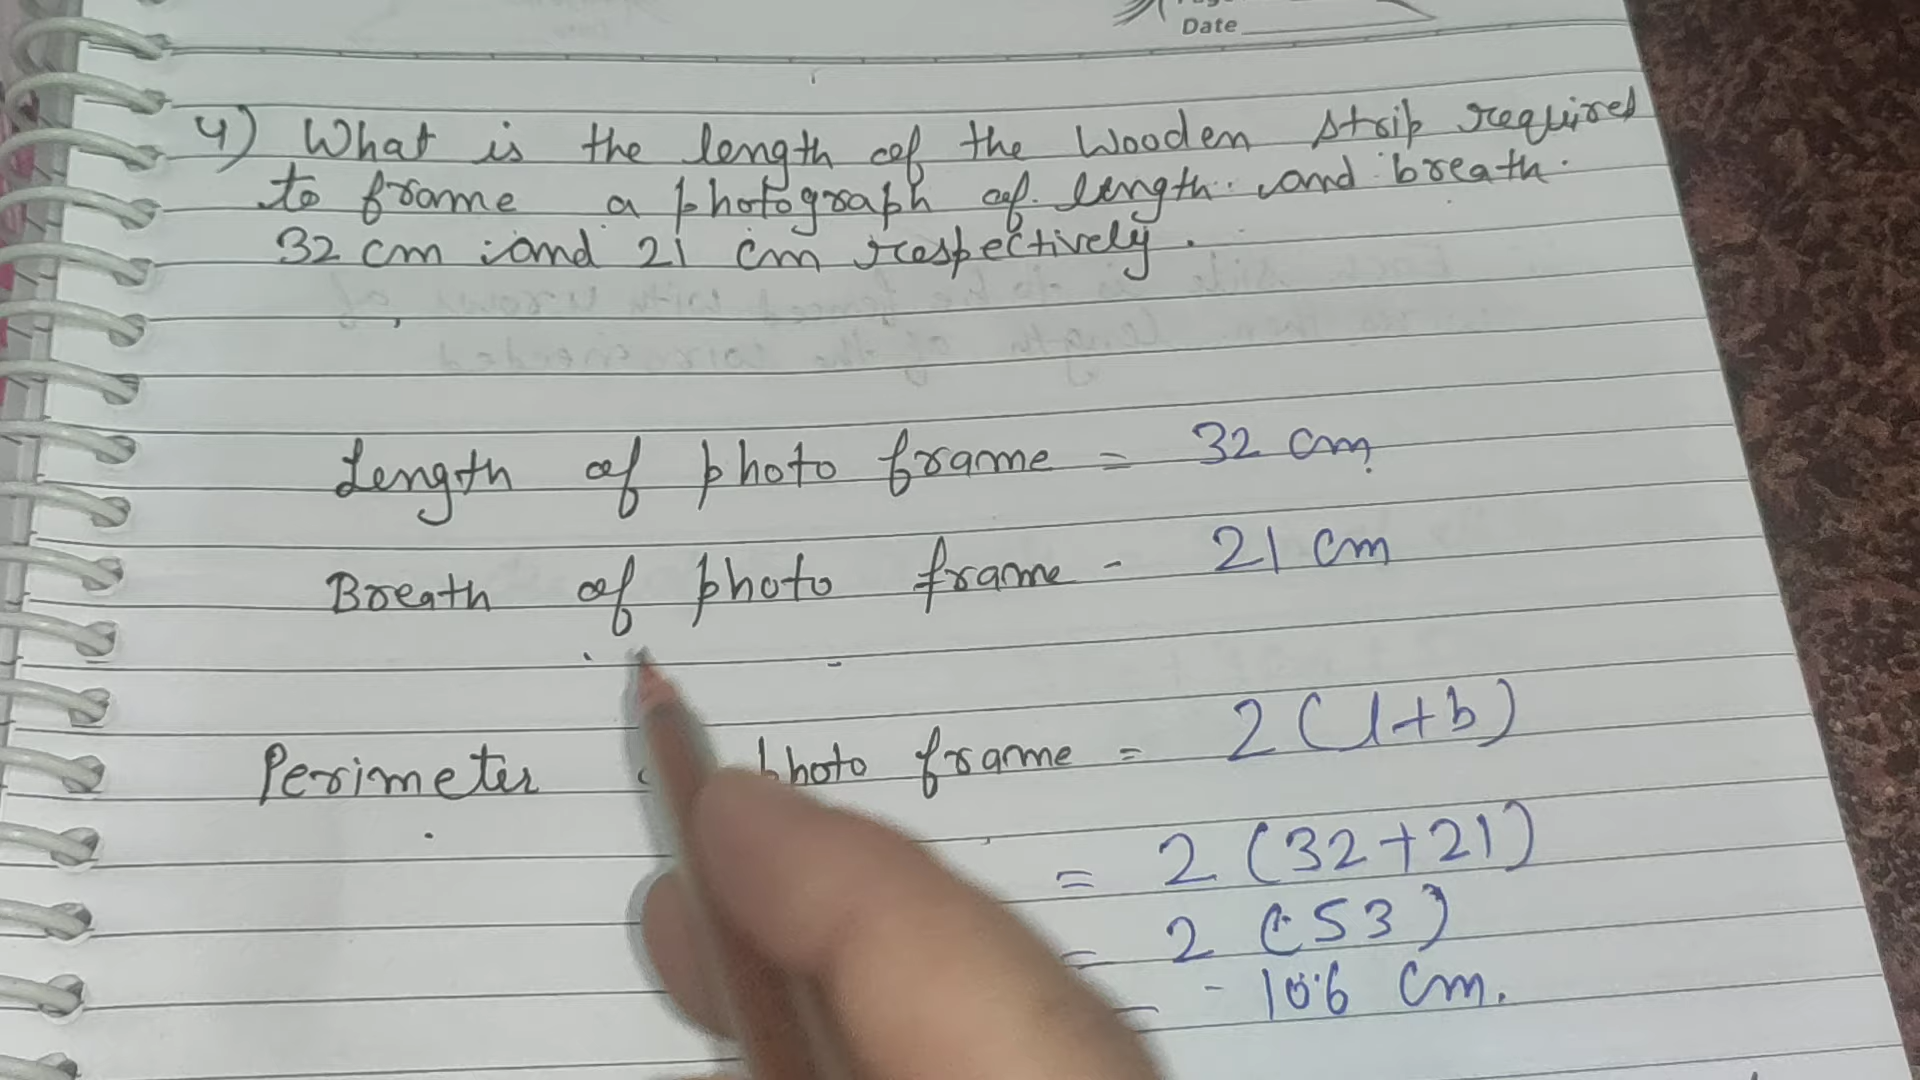 Date
4) What is the length of the Wooden strip required
to frame a photograph of length and breath
32 cm and 21 cm respectively.
Length of photo frame = 32 cm
Breath of photo frame - 21 cm
Perimeter photo frame = 2(l+b)
= 2 (32+21)
= 2 (53)
- 106 cm.